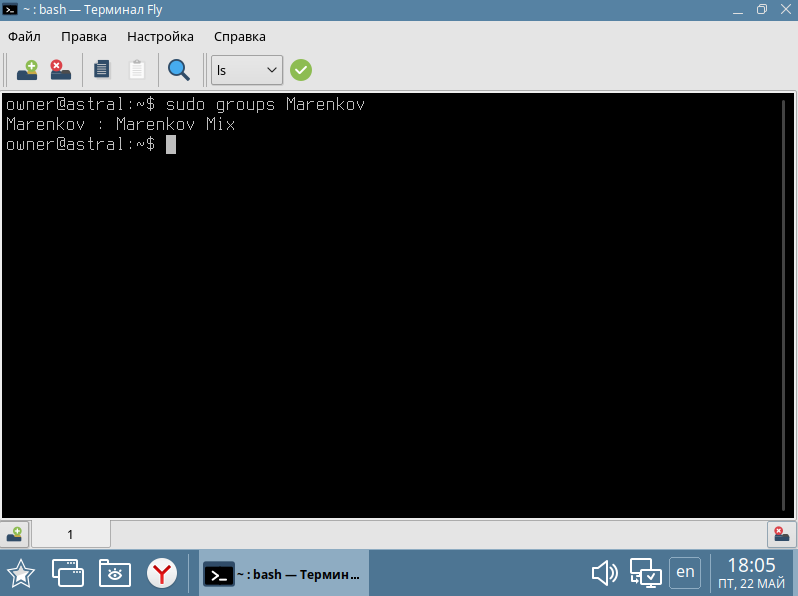 ~ : bash — Терминал Fly
Файл Правка Настройка Справка
ls
owner@astral:~$ sudo groups Marenkov
Marenkov : Marenkov Mix
owner@astral:~$
1
~ : bash — Термин...
en
18:05
ПТ, 22 МАЙ